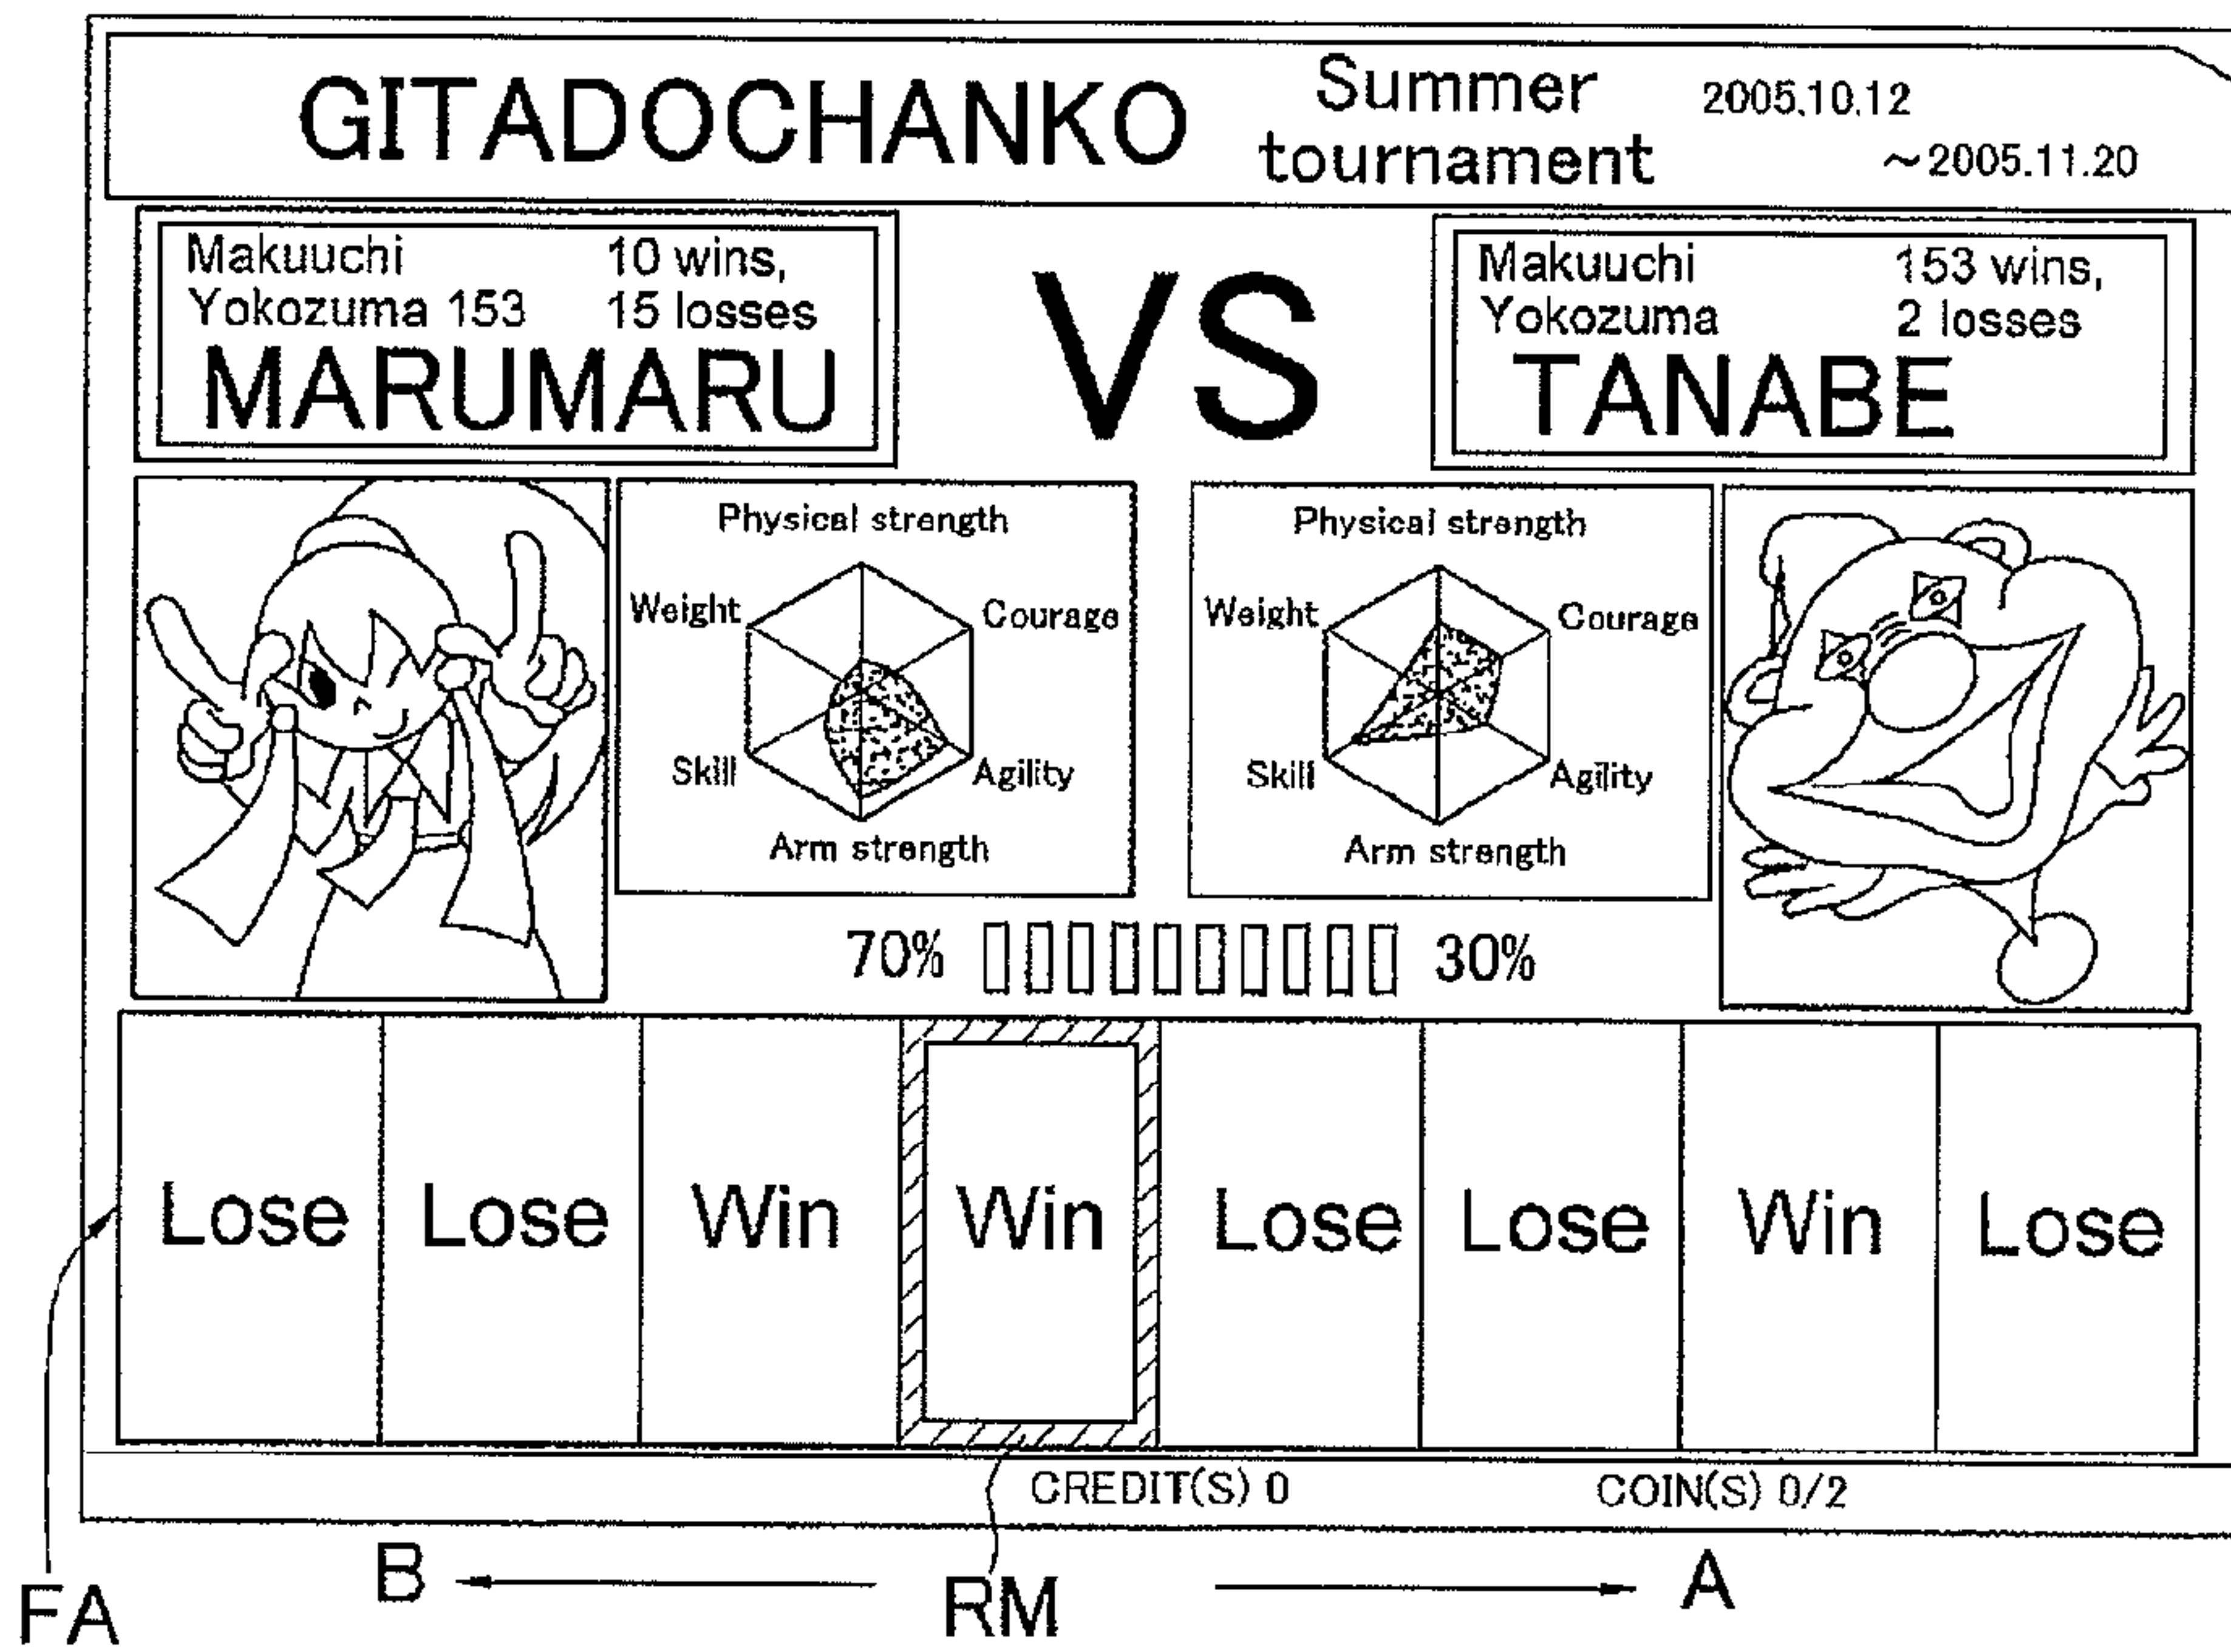 GITADOCHANKO
Summer
tournament
2005.10.12
~2005.11.20
Makuuchi 10 wins,
Yokozuma 153 15 losses
MARUMARU
VS
Makuuchi 153 wins,
Yokozuma 2 losses
TANABE
Physical strength
Weight Courage
Skill Agility
Arm strength
Physical strength
Weight Courage
Skill Agility
Arm strength
70% 30%
Lose Lose Win Win Lose Lose Win Lose
CREDIT(S) 0 COIN(S) 0/2
FA B RM A